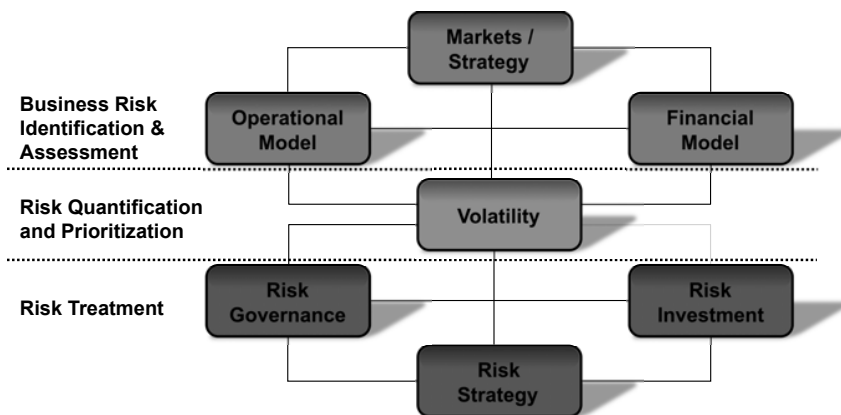 Markets /
Strategy
Business Risk
Identification &
Assessment
Operational
Model
Financial
Model
Risk Quantification
and Prioritization
Volatility
Risk Treatment
Risk
Governance
Risk
Investment
Risk
Strategy